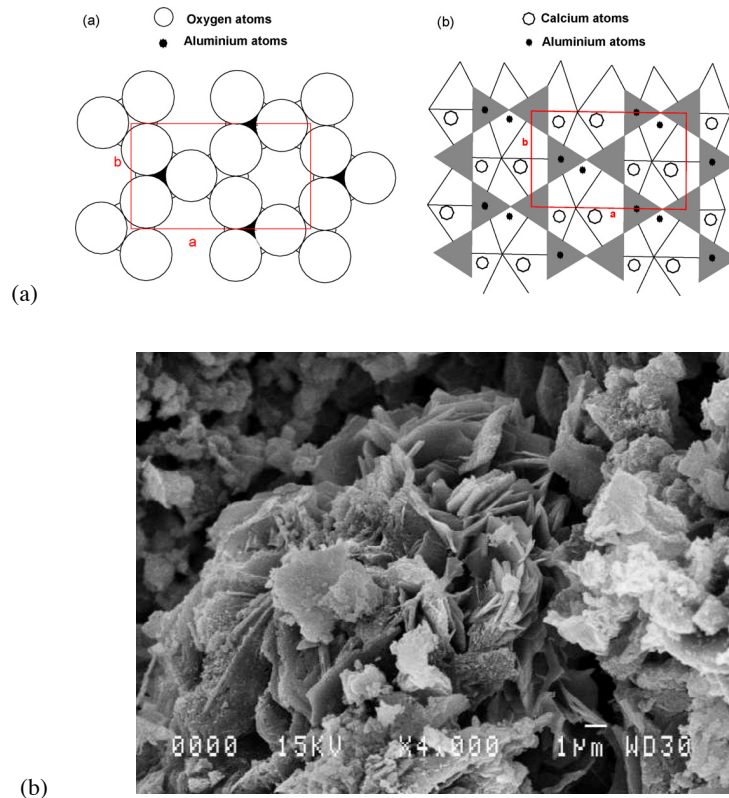 (a)
Oxygen atoms
Aluminium atoms
b
a
(b)
Calcium atoms
Aluminium atoms
b
a
(a)
0000 15KV X4,000 1μm WD30
(b)